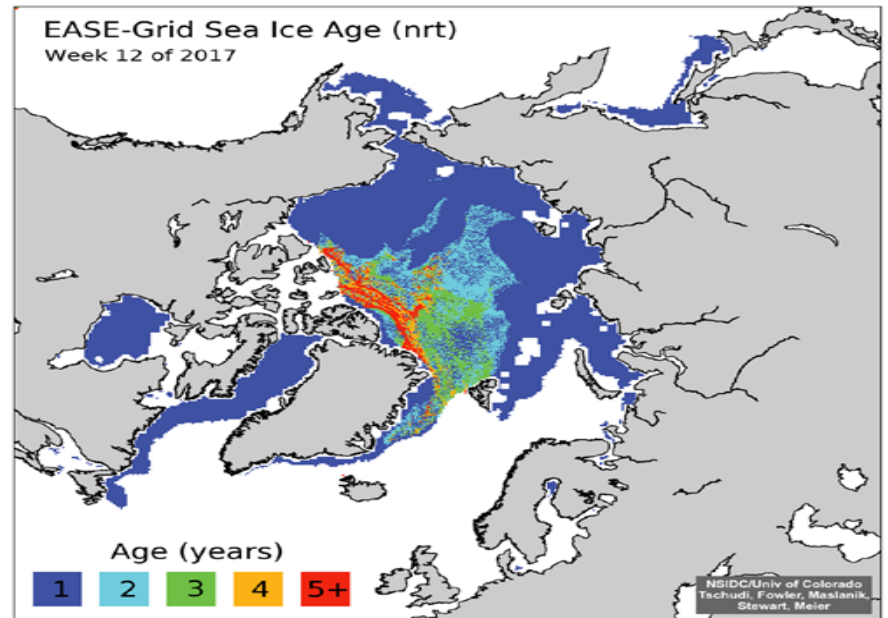 EASE-Grid Sea Ice Age (nrt)
Week 12 of 2017
Age (years)
1 2 3 4 5+
NSIDC/Univ of Colorado
Tschudi, Fowler, Maslanik,
Stewart, Meier